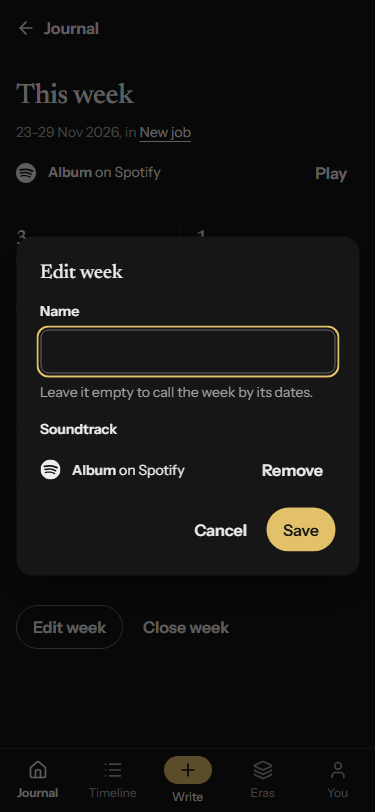 Journal
This week
23–29 Nov 2026, in New job
Album on Spotify
Play
3
1
Edit week
Name
Leave it empty to call the week by its dates.
Soundtrack
Album on Spotify
Remove
Cancel
Save
Edit week
Close week
Journal
Timeline
Write
Eras
You